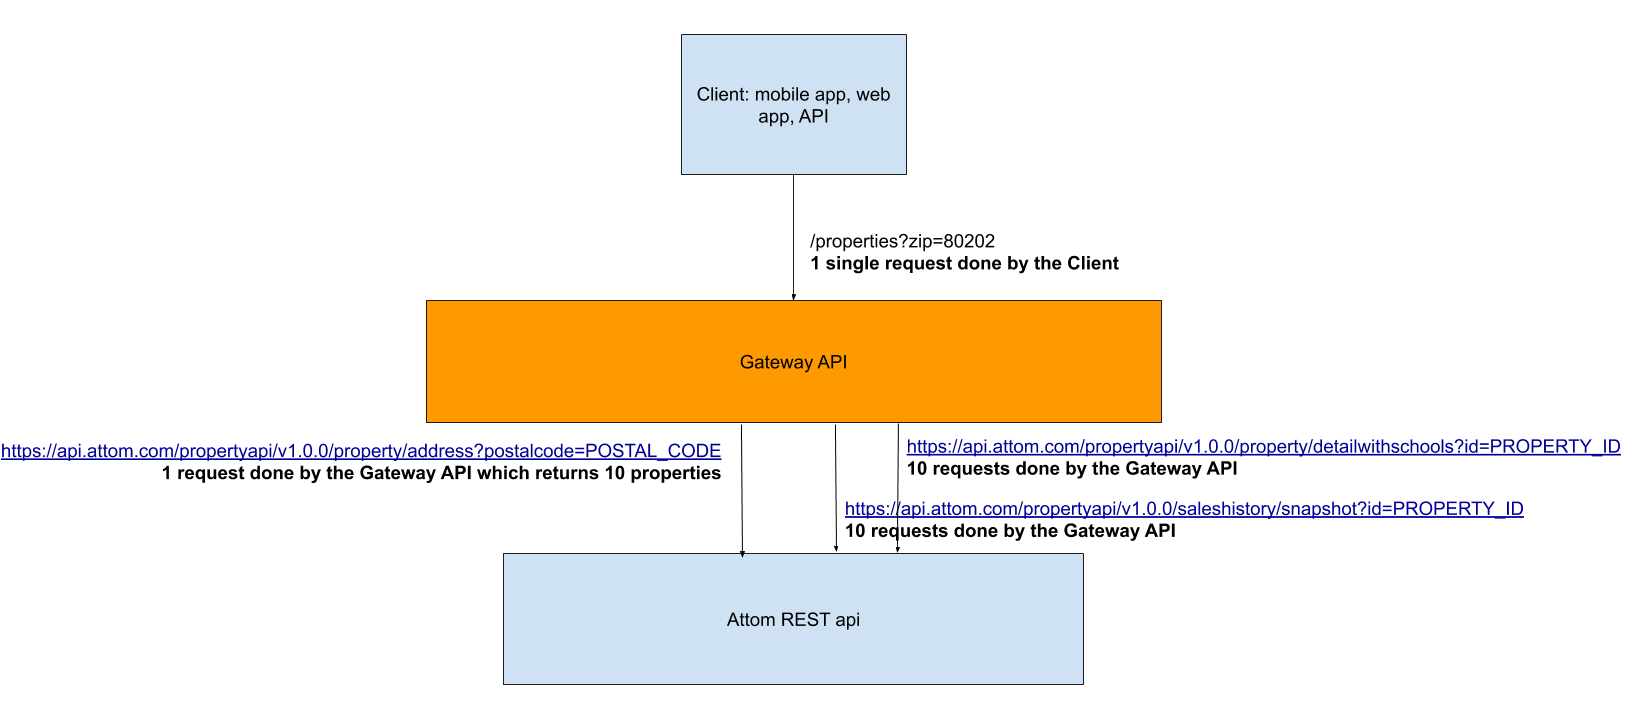 Client: mobile app, web
app, API
/properties?zip=80202
1 single request done by the Client
Gateway API
https://api.attom.com/propertyapi/v1.0.0/property/address?postalcode=POSTAL_CODE
1 request done by the Gateway API which returns 10 properties
https://api.attom.com/propertyapi/v1.0.0/property/detailwithschools?id=PROPERTY_ID
10 requests done by the Gateway API
https://api.attom.com/propertyapi/v1.0.0/saleshistory/snapshot?id=PROPERTY_ID
10 requests done by the Gateway API
Attom REST api